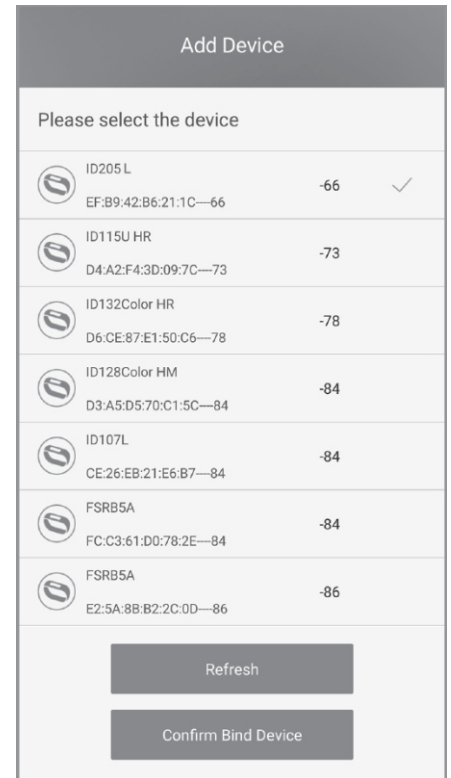 Add Device
Please select the device
ID205 L
-66
EF:B9:42:B6:21:1C----66
ID115U HR
-73
D4:A2:F4:3D:09:7C----73
ID132Color HR
-78
D6:CE:87:E1:50:C6----78
ID128Color HM
-84
D3:A5:D5:70:C1:5C----84
ID107L
-84
CE:26:EB:21:E6:B7----84
FSRB5A
-84
FC:C3:61:D0:78:2E----84
FSRB5A
-86
E2:5A:8B:B2:2C:0D----86
Refresh
Confirm Bind Device